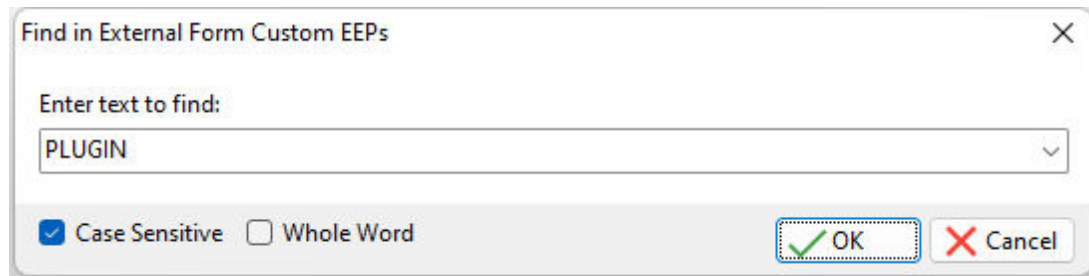 Find in External Form Custom EEPs
Enter text to find:
PLUGIN
Case Sensitive Whole Word OK Cancel